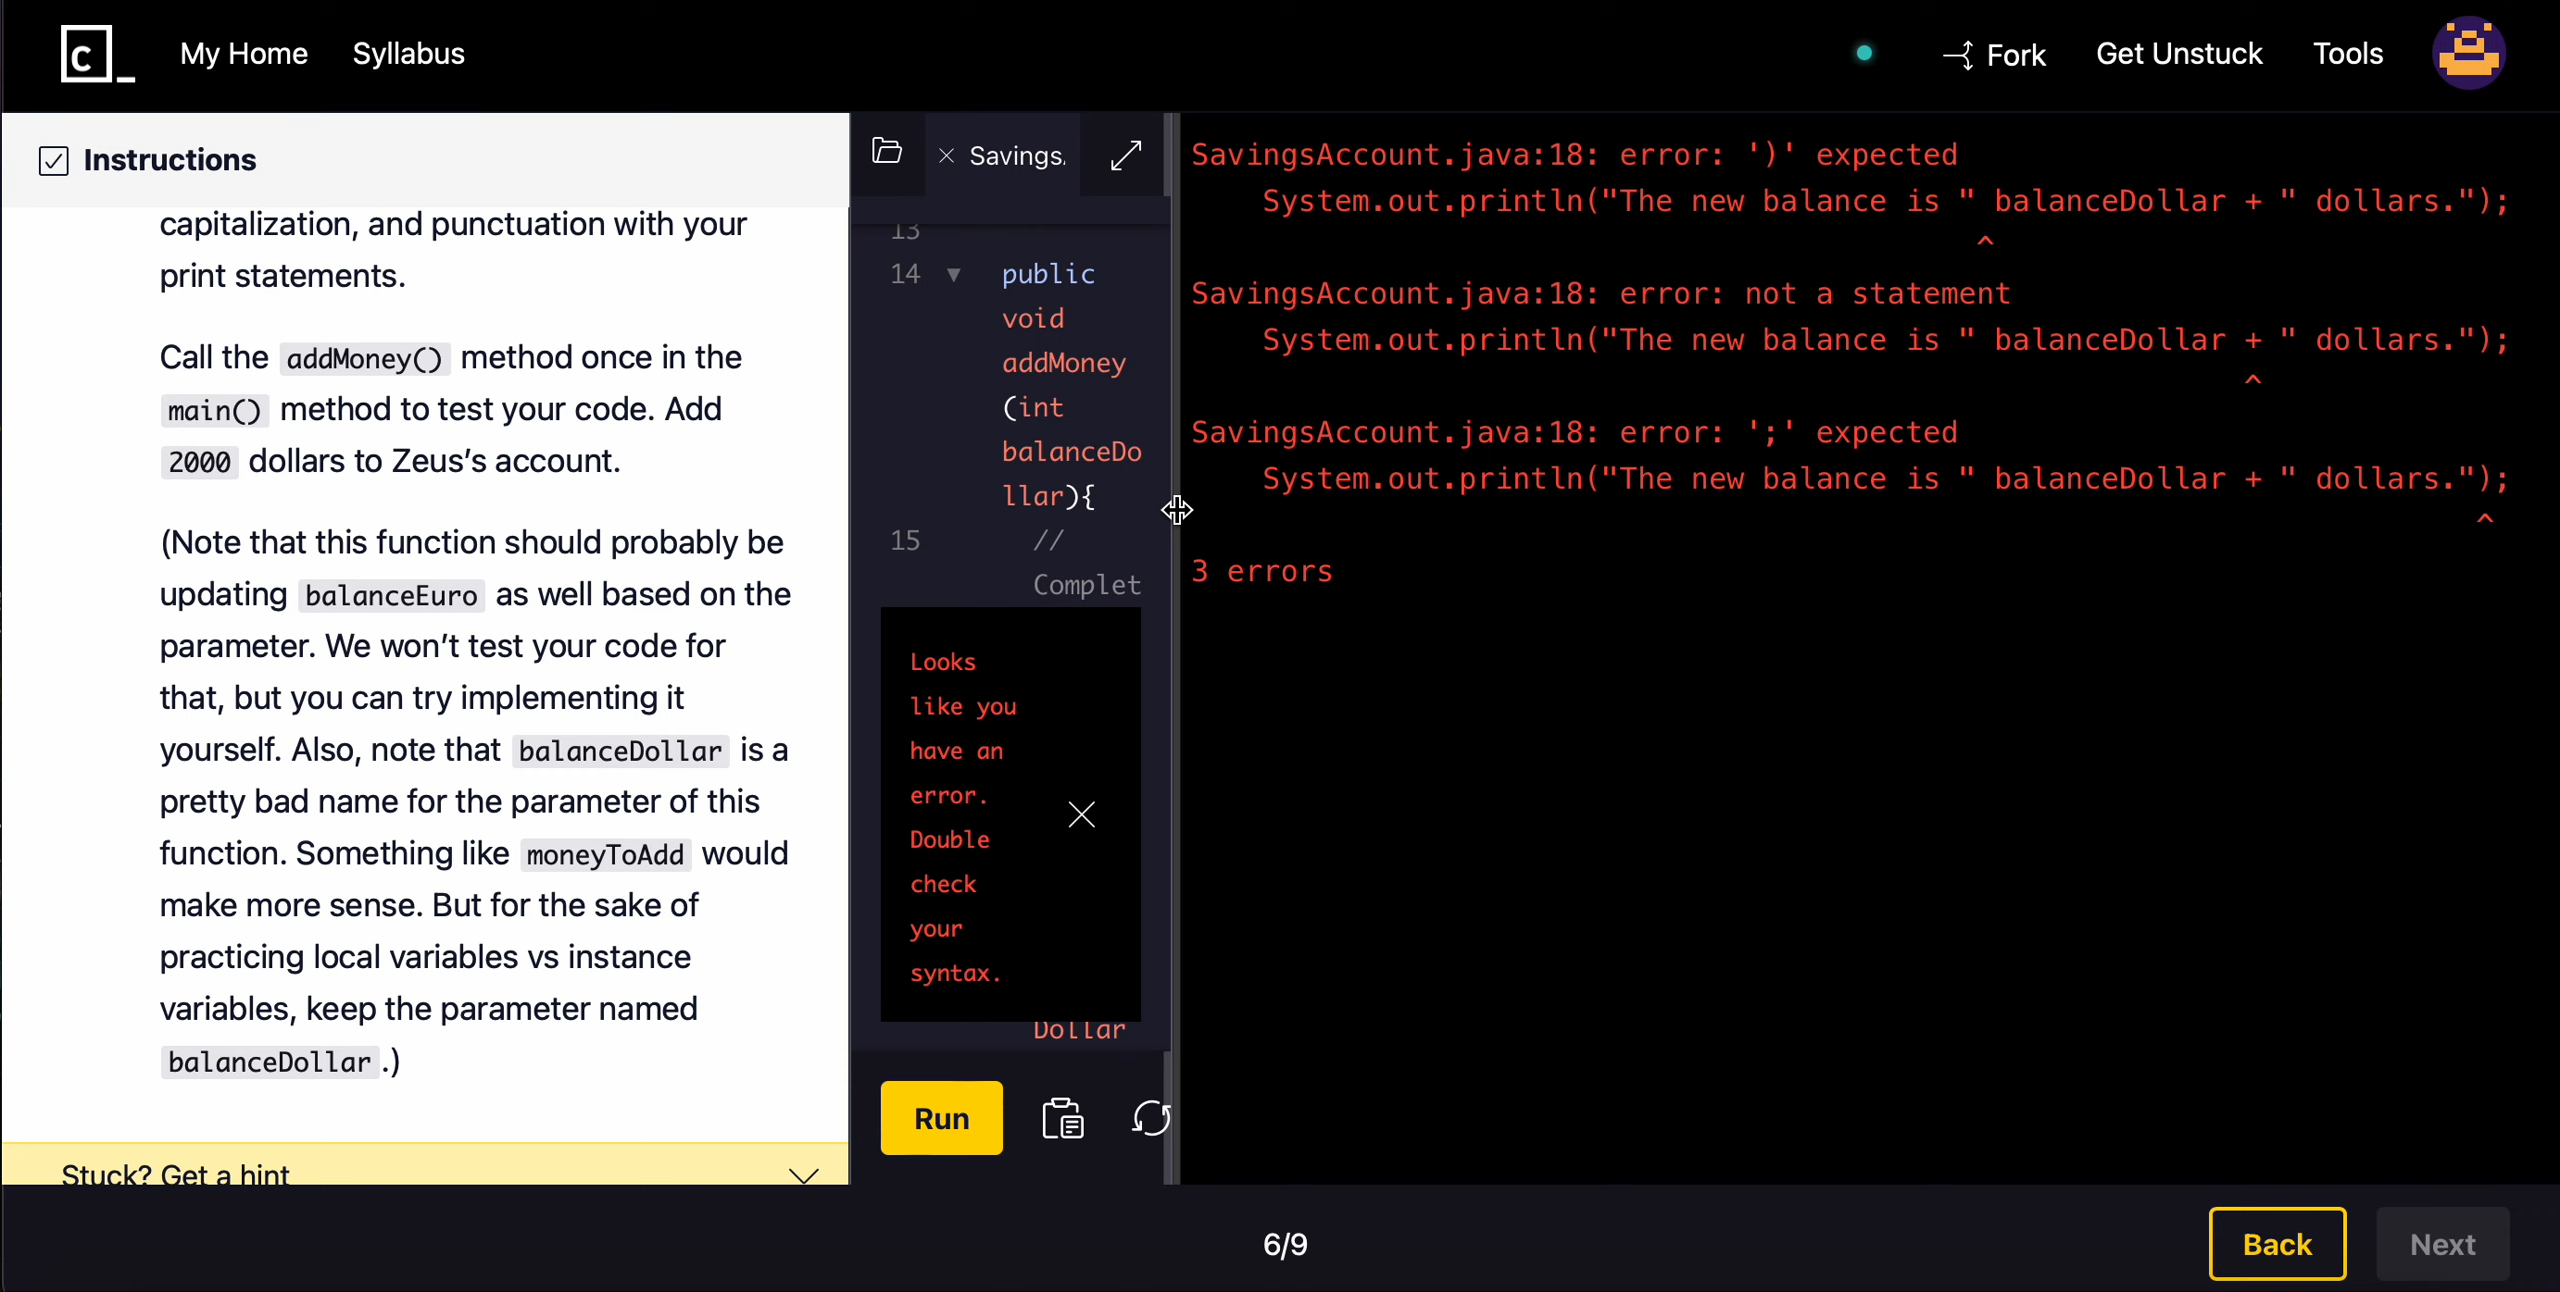 c_ My Home Syllabus Fork Get Unstuck Tools
Instructions
capitalization, and punctuation with your
print statements.
Call the addMoney() method once in the
main() method to test your code. Add
2000 dollars to Zeus's account.
(Note that this function should probably be
updating balanceEuro as well based on the
parameter. We won't test your code for
that, but you can try implementing it
yourself. Also, note that balanceDollar is a
pretty bad name for the parameter of this
function. Something like moneyToAdd would
make more sense. But for the sake of
practicing local variables vs instance
variables, keep the parameter named
balanceDollar.)
Stuck? Get a hint
Savings.
13
14 public
void
addMoney
(int
balanceDo
llar){
15 //
Complet
Looks
like you
have an
error.
Double
check
your
syntax.
Dollar
Run
SavingsAccount.java:18: error: ')' expected
System.out.println("The new balance is " balanceDollar + " dollars.");
^
SavingsAccount.java:18: error: not a statement
System.out.println("The new balance is " balanceDollar + " dollars.");
^
SavingsAccount.java:18: error: ';' expected
System.out.println("The new balance is " balanceDollar + " dollars.");
^
3 errors
6/9
Back Next